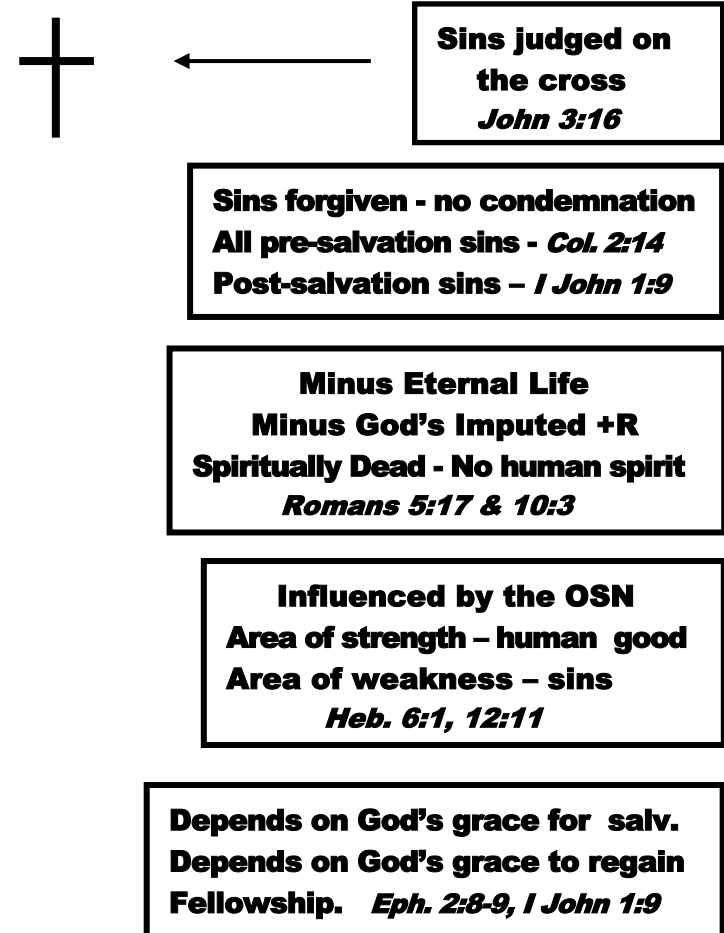 Sins judged on
the cross
John 3:16
Sins forgiven - no condemnation
All pre-salvation sins - Col. 2:14
Post-salvation sins – I John 1:9
Minus Eternal Life
Minus God's Imputed +R
Spiritually Dead - No human spirit
Romans 5:17 & 10:3
Influenced by the OSN
Area of strength – human good
Area of weakness – sins
Heb. 6:1, 12:11
Depends on God's grace for salv.
Depends on God's grace to regain
Fellowship. Eph. 2:8-9, I John 1:9